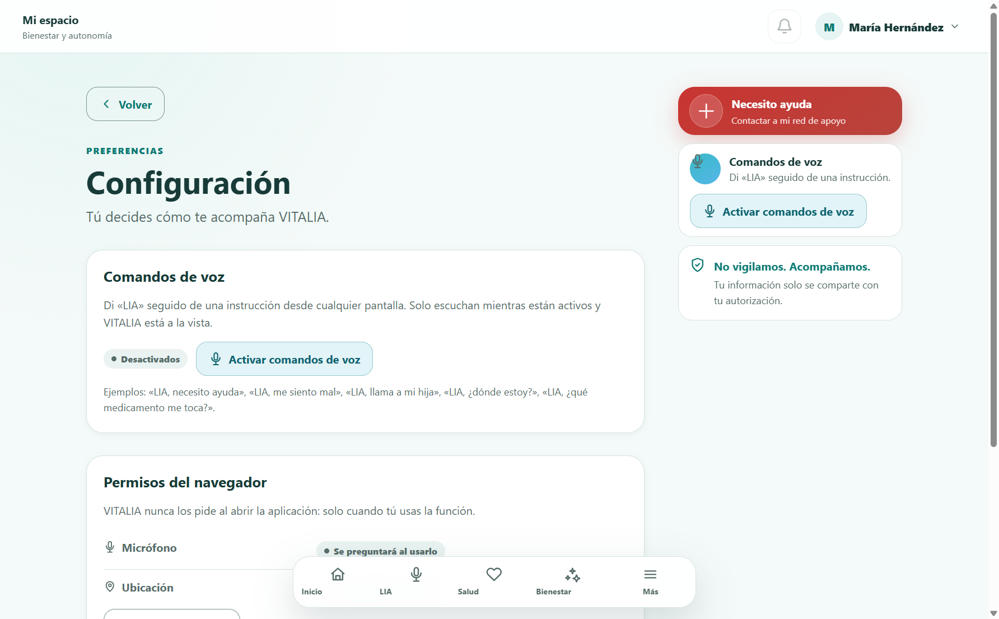 Mi espacio
Bienestar y autonomía
M
María Hernández
Volver
PREFERENCIAS
Configuración
Tú decides cómo te acompaña VITALIA.
Comandos de voz
Di «LIA» seguido de una instrucción desde cualquier pantalla. Solo escuchan mientras están activos y
VITALIA está a la vista.
Desactivados
Activar comandos de voz
Ejemplos: «LIA, necesito ayuda», «LIA, me siento mal», «LIA, llama a mi hija», «LIA, ¿dónde estoy?», «LIA, ¿qué
medicamento me toca?».
Permisos del navegador
VITALIA nunca los pide al abrir la aplicación: solo cuando tú usas la función.
Micrófono
Se preguntará al usarlo
Ubicación
Necesito ayuda
Contactar a mi red de apoyo
Comandos de voz
Di «LIA» seguido de una instrucción.
Activar comandos de voz
No vigilamos. Acompañamos.
Tu información solo se comparte con
tu autorización.
Inicio
LIA
Salud
Bienestar
Más